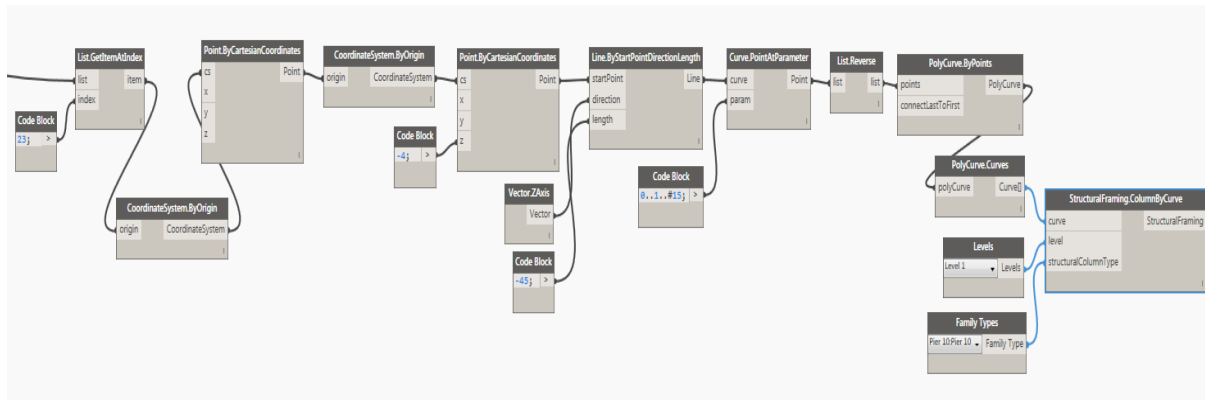 List.GetItemAtIndex
list
item
index
Code Block
23;
>
CoordinateSystem.ByOrigin
origin
CoordinateSystem
Point.ByCartesianCoordinates
cs
Point
x
y
z
CoordinateSystem.ByOrigin
origin
CoordinateSystem
Code Block
-4;
>
Point.ByCartesianCoordinates
cs
Point
x
y
z
Vector.ZAxis
Vector
Code Block
-45;
>
Line.ByStartPointDirectionLength
startPoint
Line
direction
length
Code Block
0..1..#15;
>
Curve.PointAtParameter
curve
Point
param
List.Reverse
list
list
PolyCurve.ByPoints
points
PolyCurve
connectLastToFirst
PolyCurve.Curves
polyCurve
Curve[]
Levels
Level 1
Levels
Family Types
Pier 10:Pier 10
Family Type
StructuralFraming.ColumnByCurve
curve
StructuralFraming
level
structuralColumnType